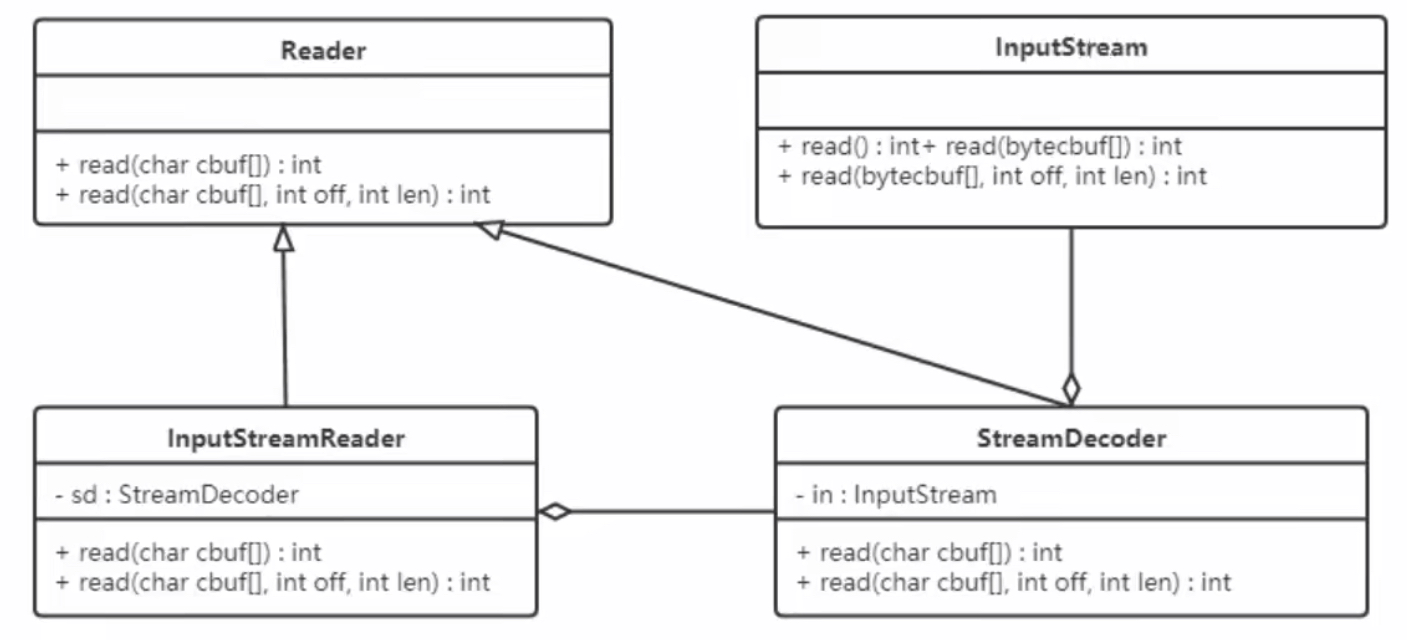 Reader
+ read(char cbuf[]) : int
+ read(char cbuf[], int off, int len) : int
InputStream
+ read() : int+ read(bytecbuf[]) : int
+ read(bytecbuf[], int off, int len) : int
InputStreamReader
- sd : StreamDecoder
+ read(char cbuf[]) : int
+ read(char cbuf[], int off, int len) : int
StreamDecoder
- in : InputStream
+ read(char cbuf[]) : int
+ read(char cbuf[], int off, int len) : int